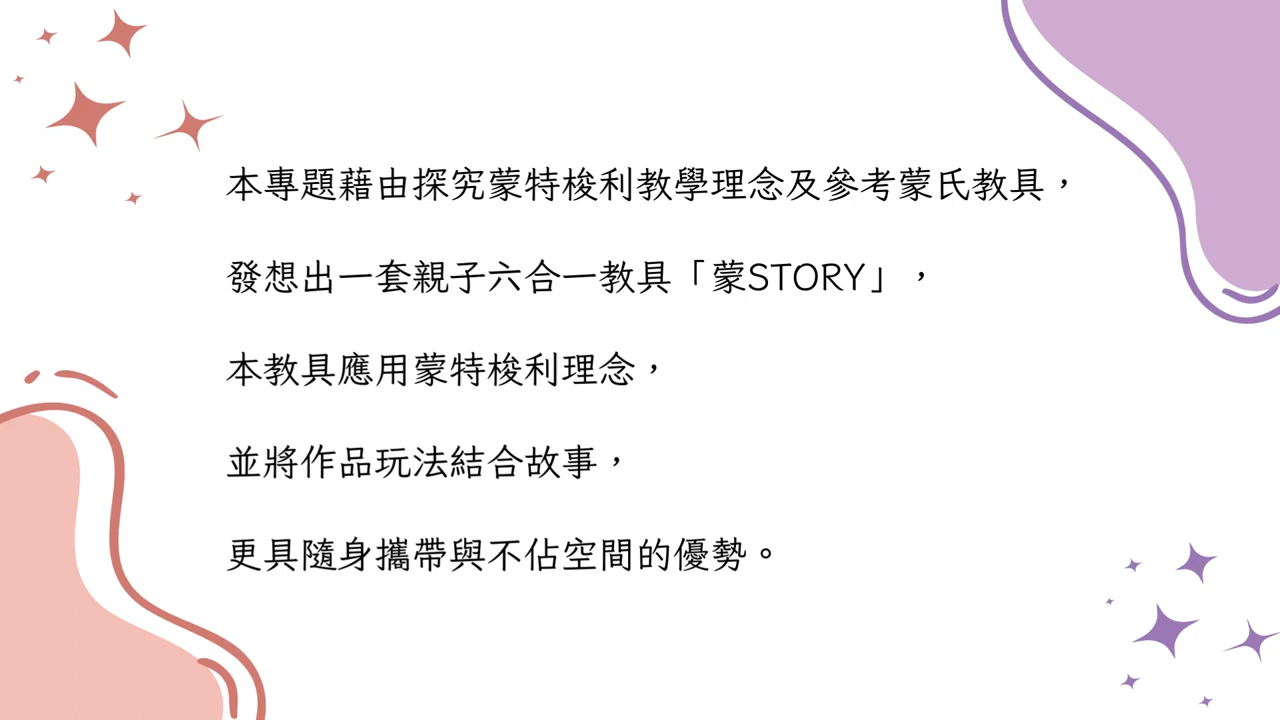 本專題藉由探究蒙特梭利教學理念及參考蒙氏教具，
發想出一套親子六合一教具「蒙STORY」，
本教具應用蒙特梭利理念，
並將作品玩法結合故事，
更具隨身攜帶與不佔空間的優勢。